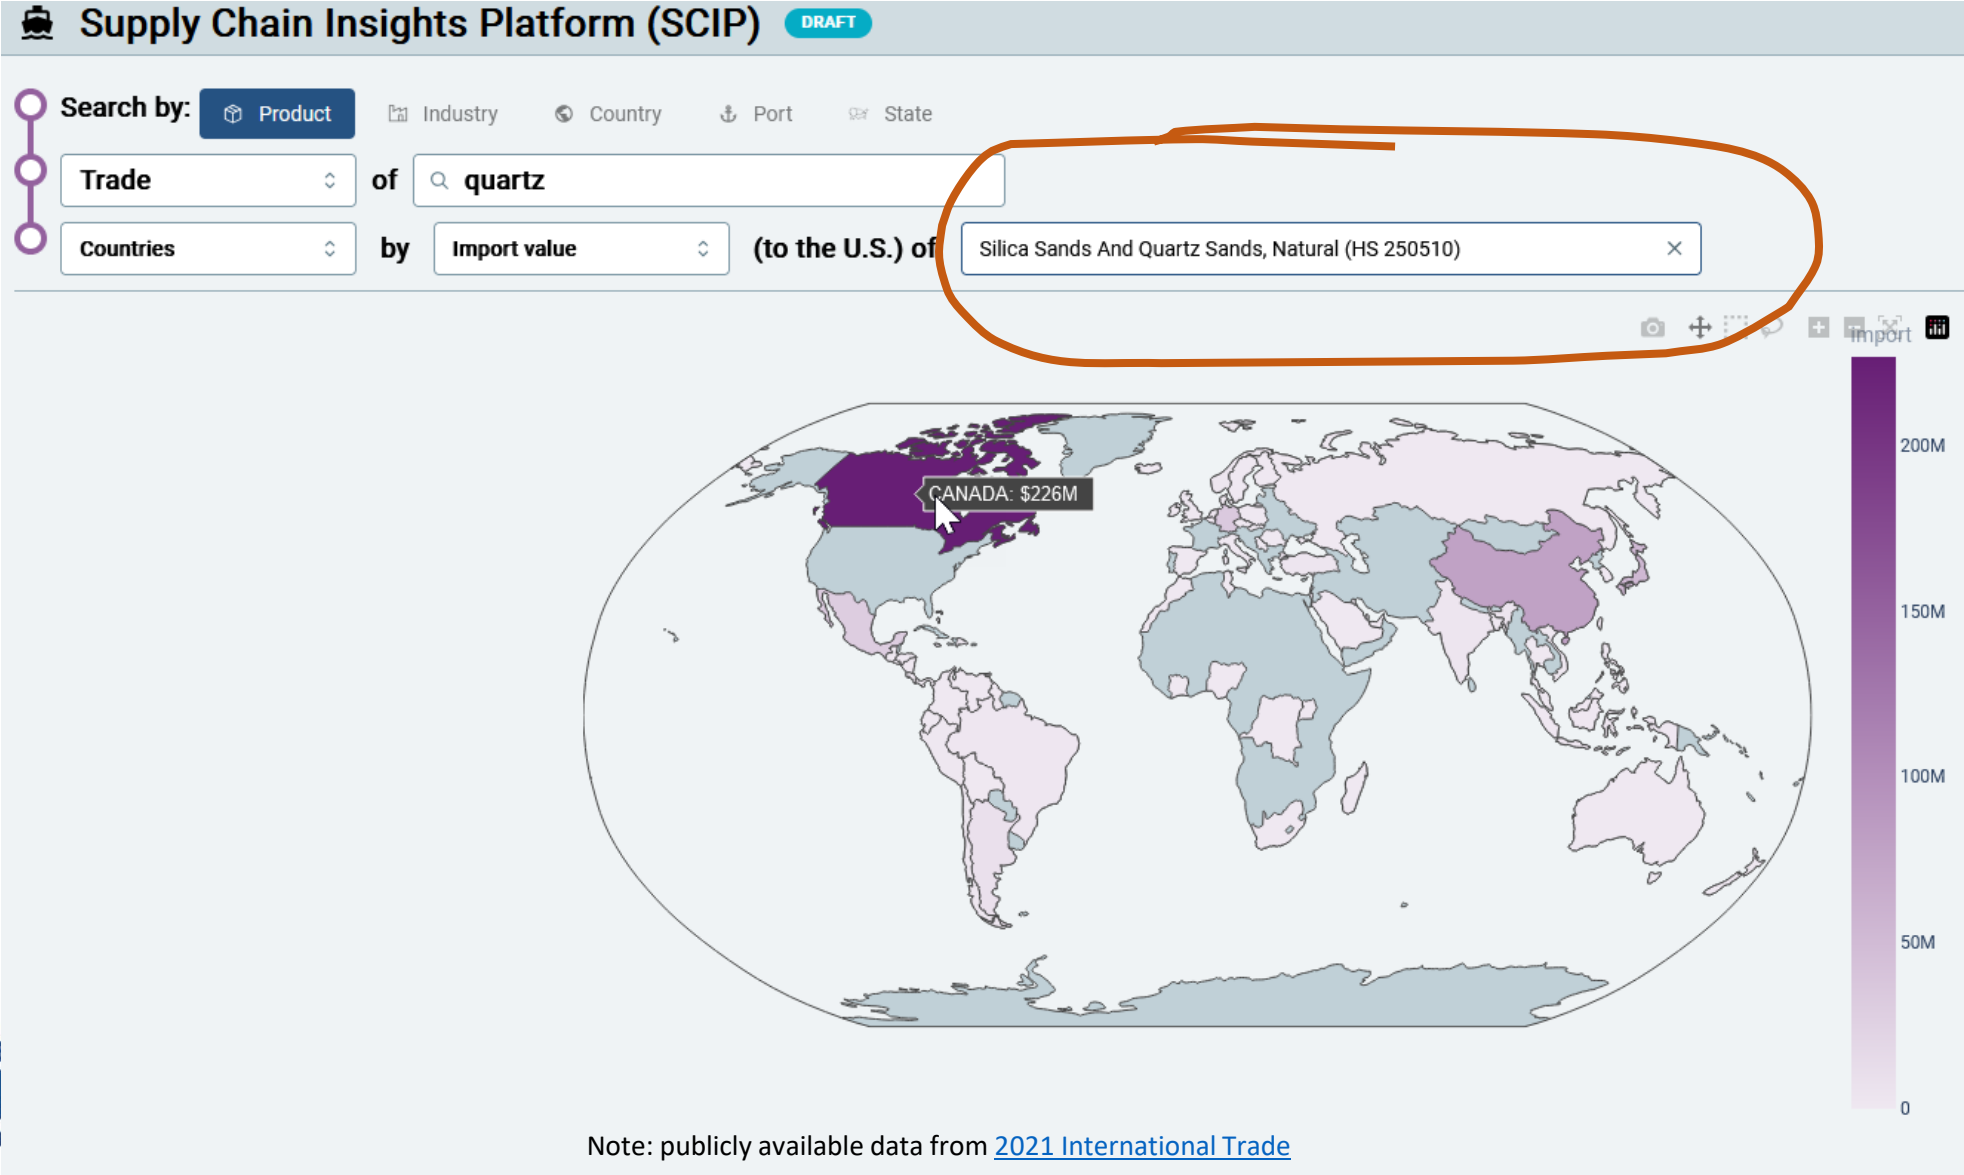 Supply Chain Insights Platform (SCIP) DRAFT
Search by: Product Industry Country Port State
Trade of quartz
Countries by Import value (to the U.S.) of Silica Sands And Quartz Sands, Natural (HS 250510)
import
200M
CANADA: $226M
150M
100M
50M
0
Note: publicly available data from 2021 International Trade